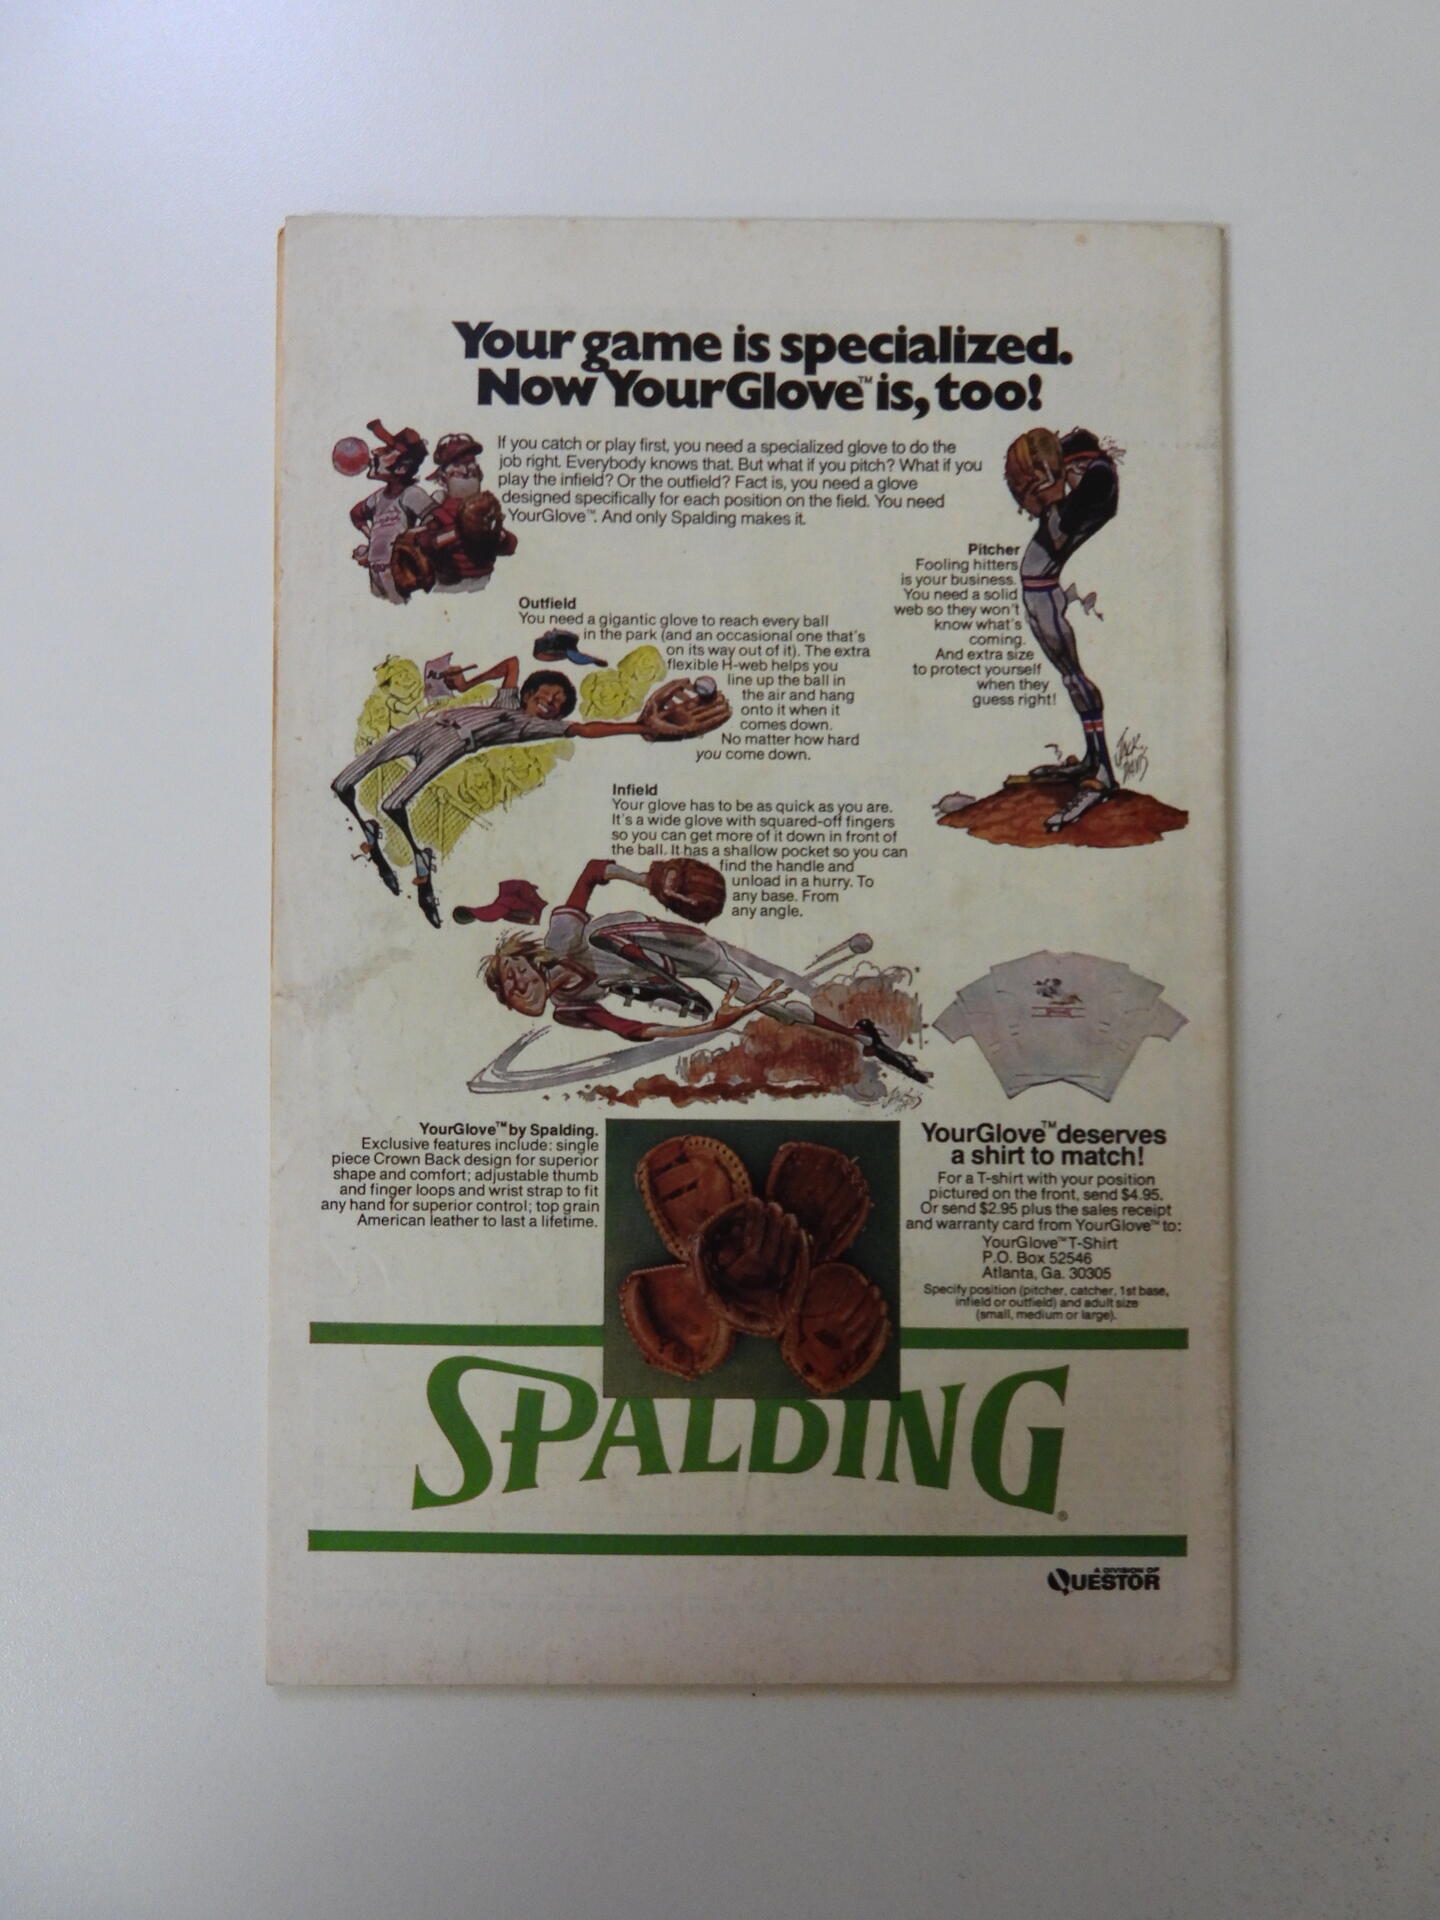 Your game is specialized.
Now YourGlove™ is, too!
If you catch or play first, you need a specialized glove to do the
job right. Everybody knows that. But what if you pitch? What if you
play the infield? Or the outfield? Fact is, you need a glove
designed specifically for each position on the field. You need
YourGlove™. And only Spalding makes it.
Pitcher
Fooling hitters
is your business.
You need a solid
web so they won't
know what's
coming.
And extra size
to protect yourself
when they
guess right!
JACK
DAVIS
Outfield
You need a gigantic glove to reach every ball
in the park (and an occasional one that's
on its way out of it). The extra
flexible H-web helps you
line up the ball in
the air and hang
onto it when it
comes down.
No matter how hard
you come down.
Infield
Your glove has to be as quick as you are.
It's a wide glove with squared-off fingers
so you can get more of it down in front of
the ball. It has a shallow pocket so you can
find the handle and
unload in a hurry. To
any base. From
any angle.
YourGlove™ by Spalding.
Exclusive features include: single
piece Crown Back design for superior
shape and comfort; adjustable thumb
and finger loops and wrist strap to fit
any hand for superior control; top grain
American leather to last a lifetime.
YourGlove™ deserves
a shirt to match!
For a T-shirt with your position
pictured on the front, send $4.95.
Or send $2.95 plus the sales receipt
and warranty card from YourGlove™ to:
YourGlove™ T-Shirt
P.O. Box 52546
Atlanta, Ga. 30305
Specify position (pitcher, catcher, 1st base,
infield or outfield) and adult size
(small, medium or large).
SPALDING®
A DIVISION OF
QUESTOR